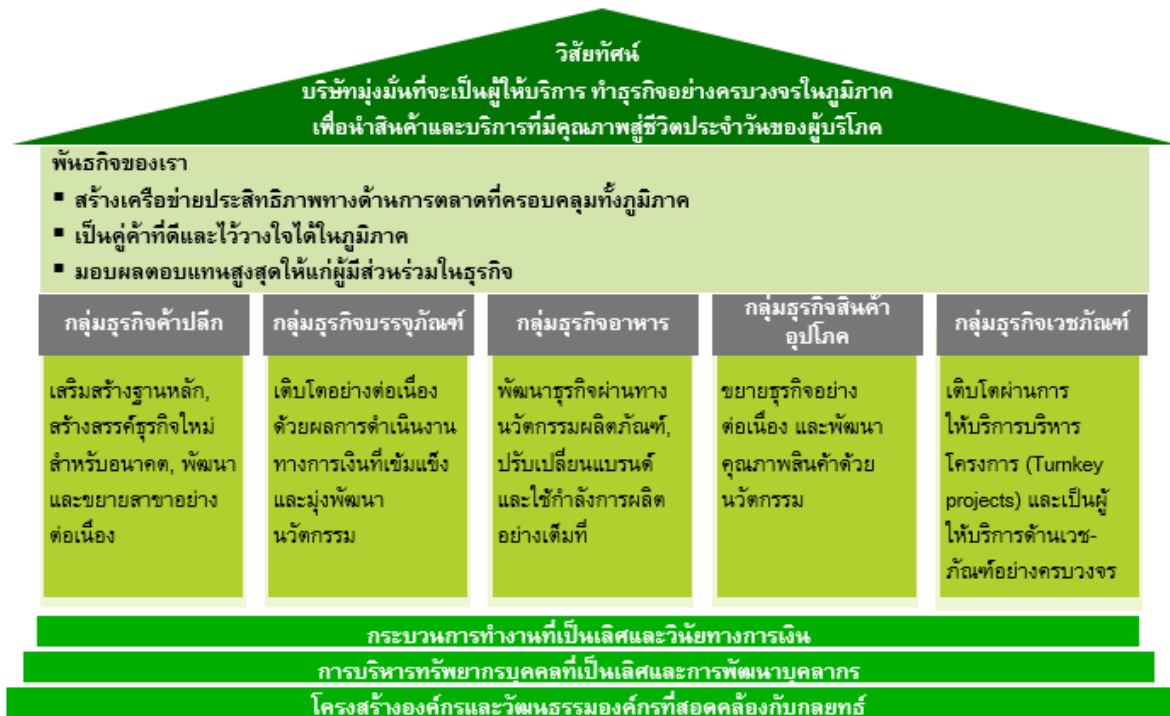 วิสัยทัศน์
บริษัทมุ่งมั่นที่จะเป็นผู้ให้บริการ ทำธุรกิจอย่างครบวงจรในภูมิภาค
เพื่อนำสินค้าและบริการที่มีคุณภาพสู่ชีวิตประจำวันของผู้บริโภค
พันธกิจของเรา
▪ สร้างเครือข่ายประสิทธิภาพทางด้านการตลาดที่ครอบคลุมทั้งภูมิภาค
▪ เป็นคู่ค้าที่ดีและไว้วางใจได้ในภูมิภาค
▪ มอบผลตอบแทนสูงสุดให้แก่ผู้มีส่วนร่วมในธุรกิจ
กลุ่มธุรกิจค้าปลีก
เสริมสร้างฐานหลัก,
สร้างสรรค์ธุรกิจใหม่
สำหรับอนาคต, พัฒนา
และขยายสาขาอย่าง
ต่อเนื่อง
กลุ่มธุรกิจบรรจุภัณฑ์
เติบโตอย่างต่อเนื่อง
ด้วยผลการดำเนินงาน
ทางการเงินที่เข้มแข็ง
และมุ่งพัฒนา
นวัตกรรม
กลุ่มธุรกิจอาหาร
พัฒนาธุรกิจผ่านทาง
นวัตกรรมผลิตภัณฑ์,
ปรับเปลี่ยนแบรนด์
และใช้กำลังการผลิต
อย่างเต็มที่
กลุ่มธุรกิจสินค้า
อุปโภค
ขยายธุรกิจอย่าง
ต่อเนื่อง และพัฒนา
คุณภาพสินค้าด้วย
นวัตกรรม
กลุ่มธุรกิจเวชภัณฑ์
เติบโตผ่านการ
ให้บริการบริหาร
โครงการ (Turnkey
projects) และเป็นผู้
ให้บริการด้านเวช-
ภัณฑ์อย่างครบวงจร
กระบวนการทำงานที่เป็นเลิศและวินัยทางการเงิน
การบริหารทรัพยากรบุคคลที่เป็นเลิศและการพัฒนาบุคลากร
โครงสร้างองค์กรและวัฒนธรรมองค์กรที่สอดคล้องกับกลยุทธ์